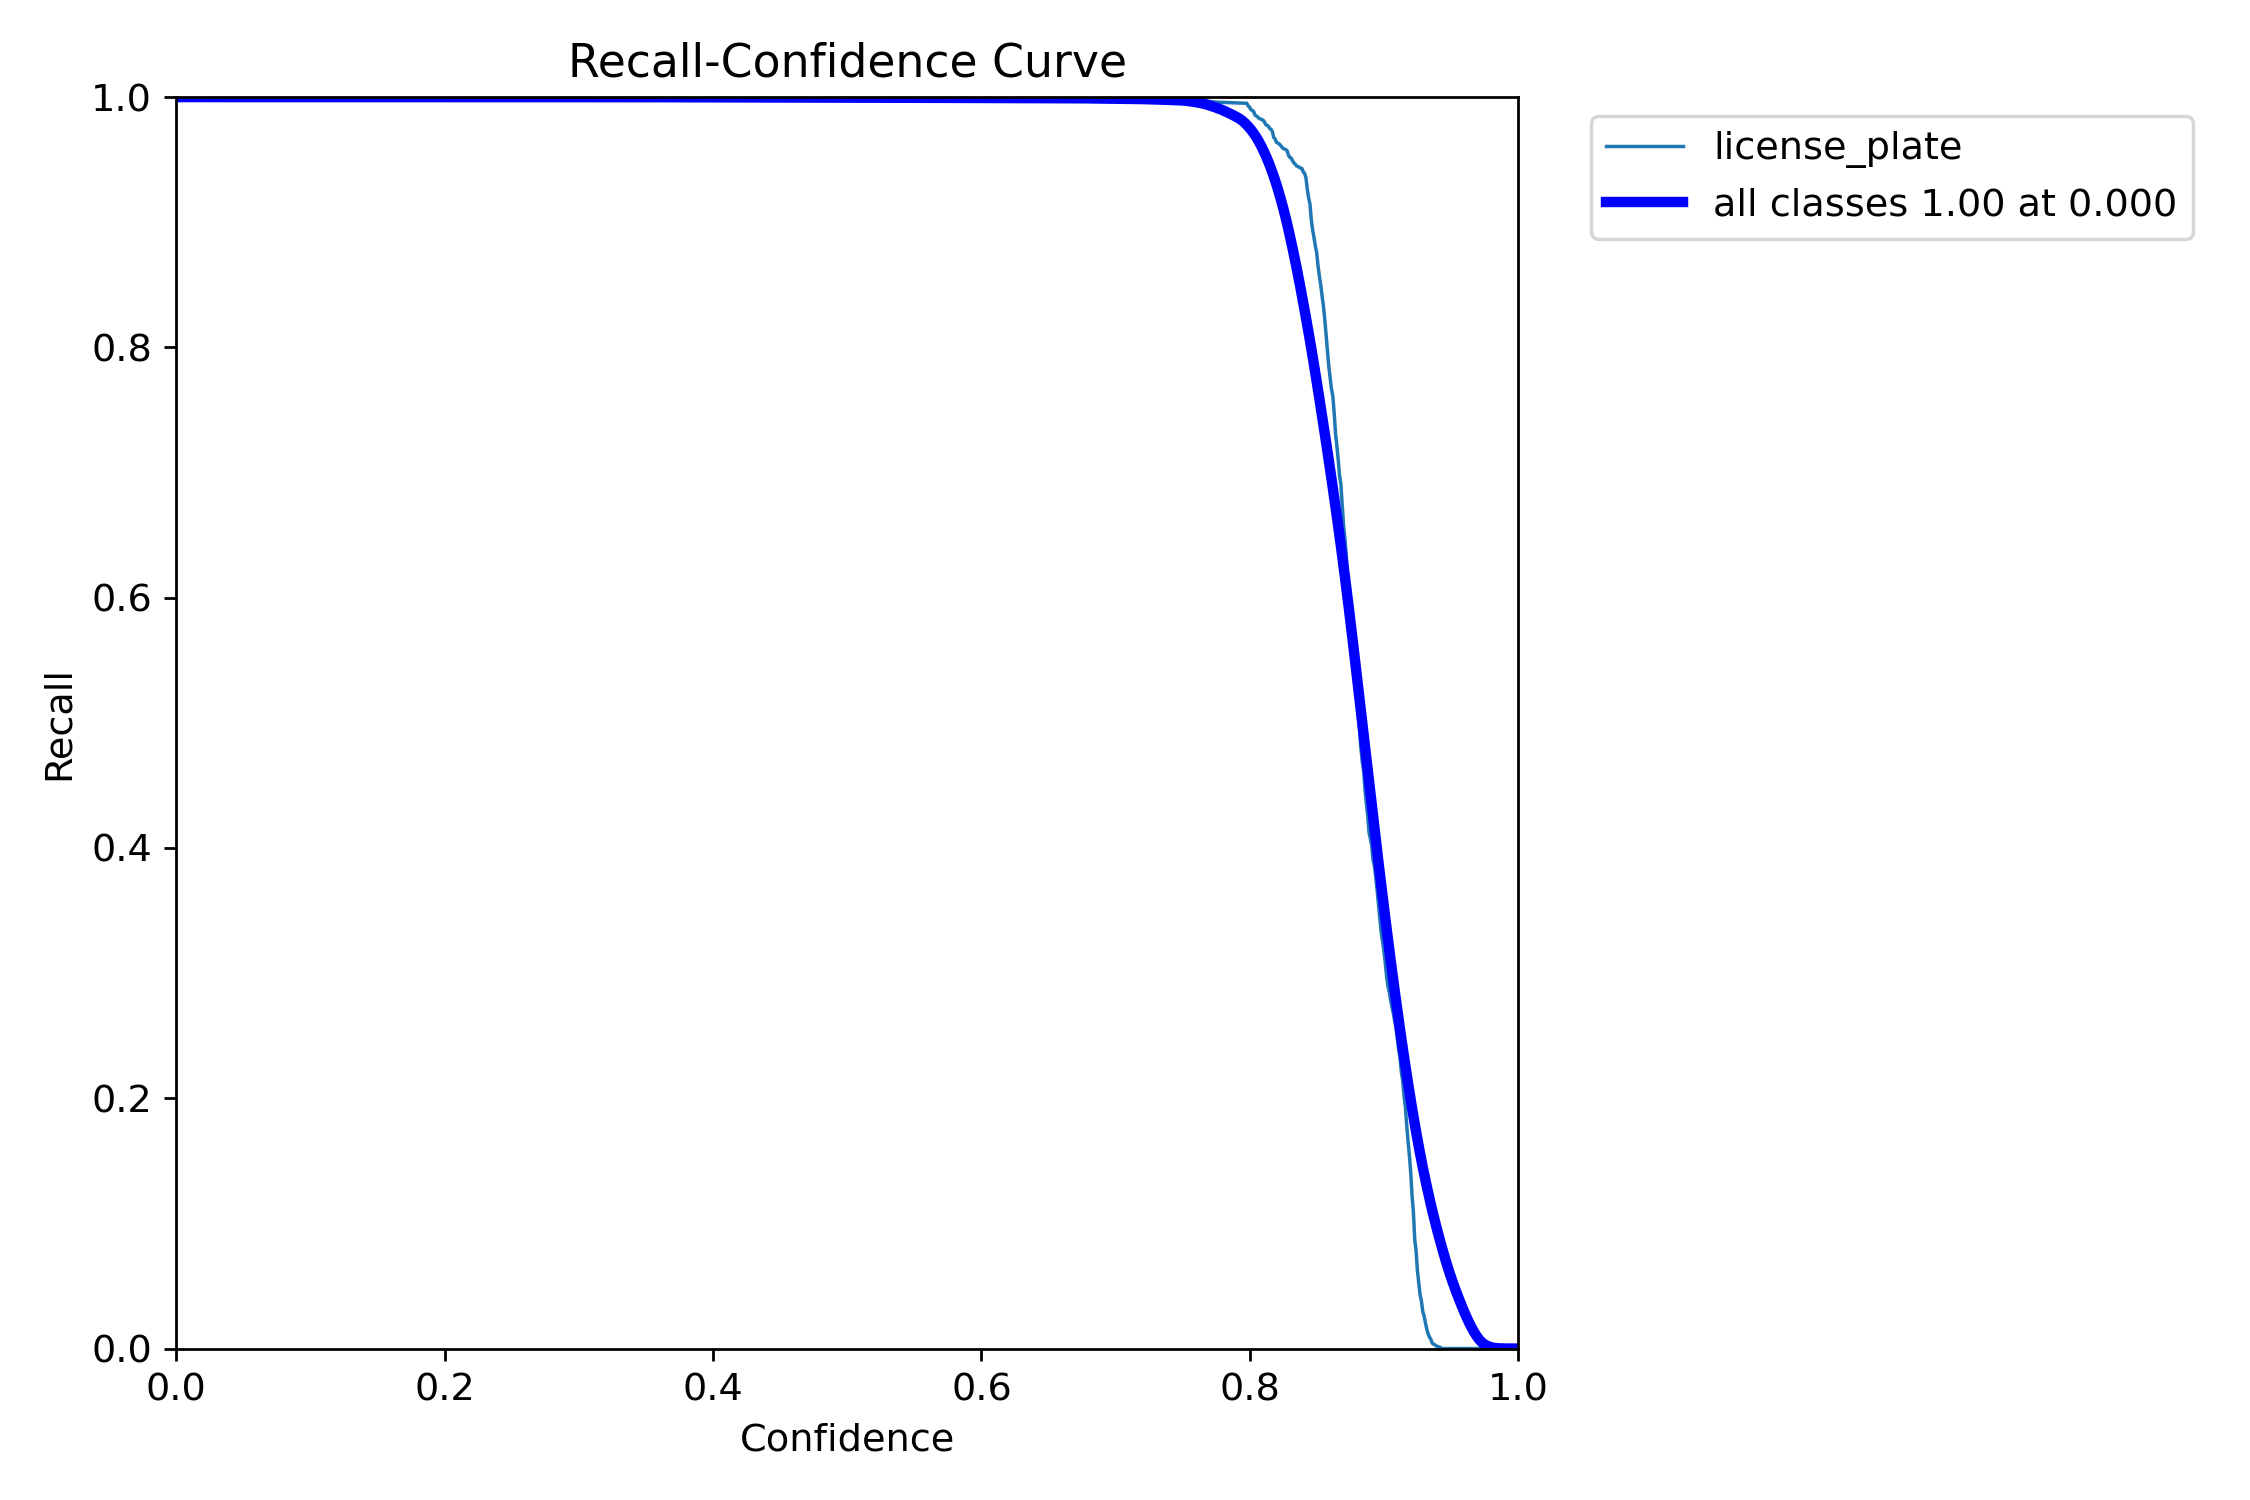 Recall-Confidence Curve
1.0
0.8
0.6
0.4
0.2
0.0
Recall
0.0 0.2 0.4 0.6 0.8 1.0
Confidence
license_plate
all classes 1.00 at 0.000